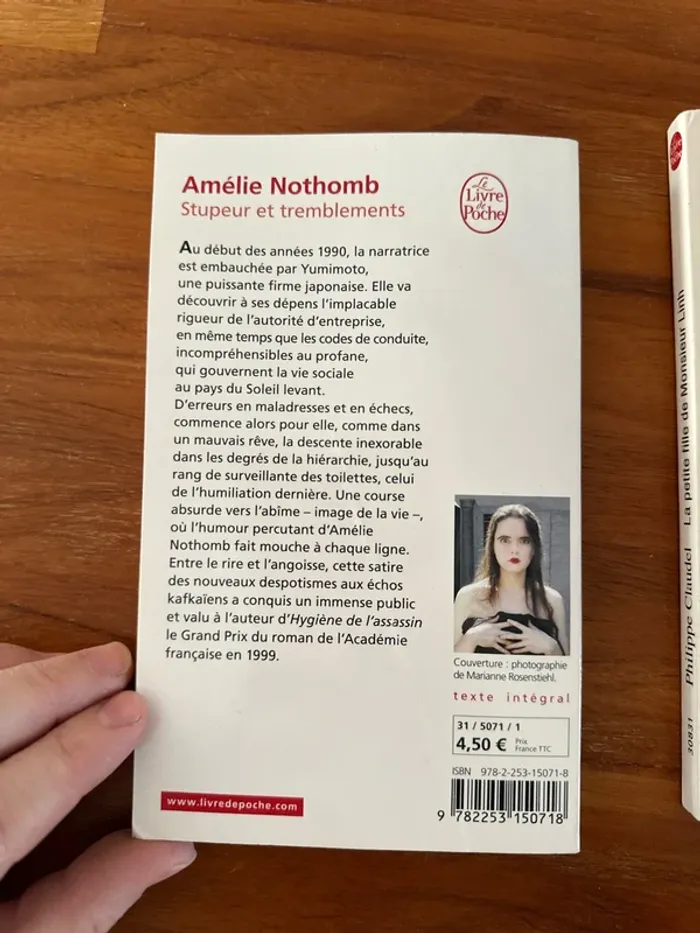 Amélie Nothomb
Stupeur et tremblements
Le
Livre
de
Poche
Au début des années 1990, la narratrice
est embauchée par Yumimoto,
une puissante firme japonaise. Elle va
découvrir à ses dépens l'implacable
rigueur de l'autorité d'entreprise,
en même temps que les codes de conduite,
incompréhensibles au profane,
qui gouvernent la vie sociale
au pays du Soleil levant.
D'erreurs en maladresses et en échecs,
commence alors pour elle, comme dans
un mauvais rêve, la descente inexorable
dans les degrés de la hiérarchie, jusqu'au
rang de surveillante des toilettes, celui
de l'humiliation dernière. Une course
absurde vers l'abîme – image de la vie –,
où l'humour percutant d'Amélie
Nothomb fait mouche à chaque ligne.
Entre le rire et l'angoisse, cette satire
des nouveaux despotismes aux échos
kafkaïens a conquis un immense public
et valu à l'auteur d'Hygiène de l'assassin
le Grand Prix du roman de l'Académie
française en 1999.
Couverture : photographie
de Marianne Rosenstiehl.
texte intégral
31 / 5071 / 1
4,50 € Prix
France TTC
ISBN 978-2-253-15071-8
9 782253 150718
www.livredepoche.com
30831 Philippe Claudel La petite fille de Monsieur Linh